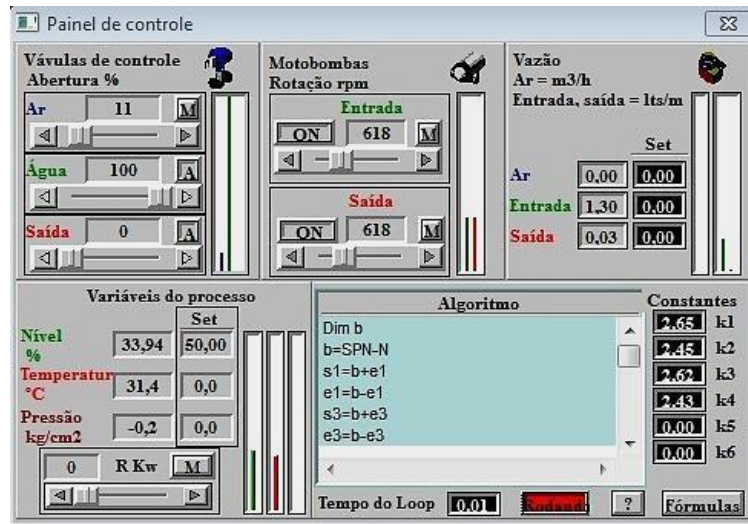 Painel de controle
Vávulas de controle
Abertura %
Ar 11 M
Água 100 A
Saída 0 A
Motobombas
Rotação rpm
Entrada
ON 618 M
Saída
ON 618 M
Vazão
Ar = m3/h
Entrada, saída = lts/m
Set
Ar 0,00 0,00
Entrada 1,30 0,00
Saída 0,03 0,00
Variáveis do processo
Set
Nível
% 33,94 50,00
Temperatur
°C 31,4 0,0
Pressão
kg/cm2 -0,2 0,0
0 R Kw M
Algoritmo
Dim b
b=SPN-N
s1=b+e1
e1=b-e1
s3=b+e3
e3=b-e3
Constantes
2,65 k1
2,45 k2
2,62 k3
2,43 k4
0,00 k5
0,00 k6
Tempo do Loop 0,01 Rodando ? Fórmulas